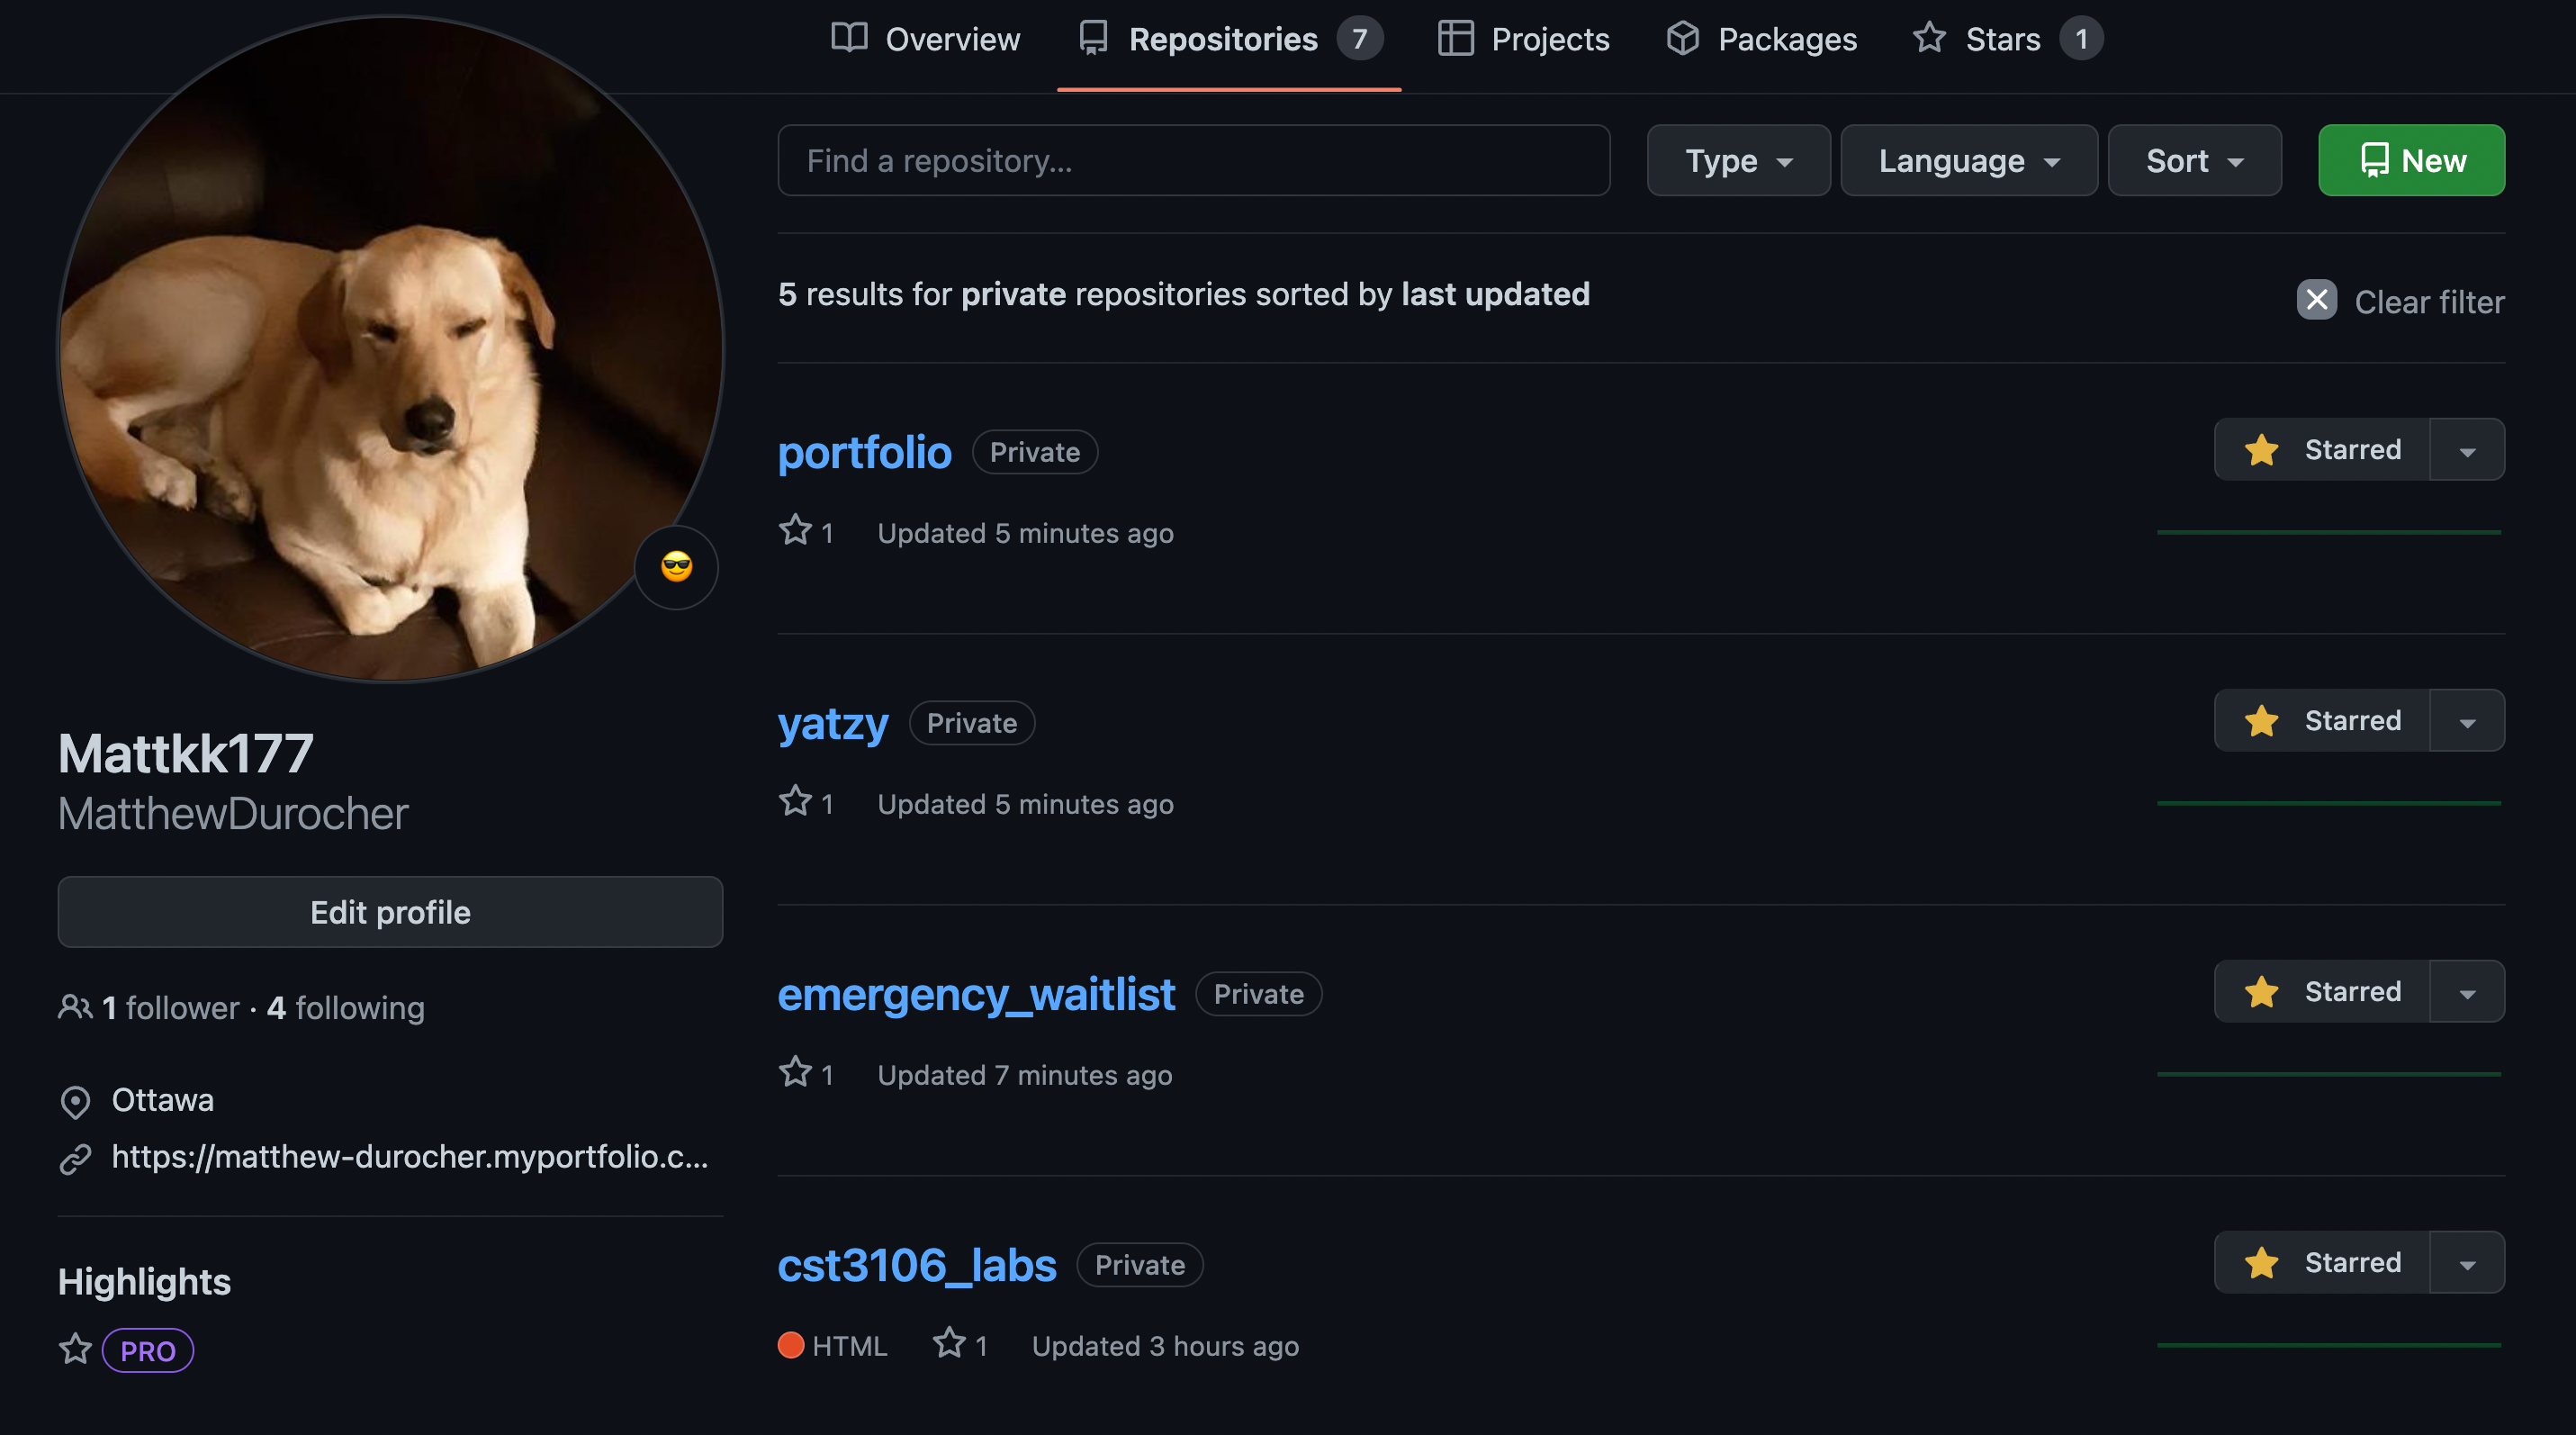 Overview Repositories 7 Projects Packages Stars 1
Find a repository... Type Language Sort New
5 results for private repositories sorted by last updated Clear filter
portfolio Private Starred
1 Updated 5 minutes ago
yatzy Private Starred
1 Updated 5 minutes ago
emergency_waitlist Private Starred
1 Updated 7 minutes ago
cst3106_labs Private Starred
HTML 1 Updated 3 hours ago
Mattkk177
MatthewDurocher
Edit profile
1 follower · 4 following
Ottawa
https://matthew-durocher.myportfolio.c...
Highlights
PRO